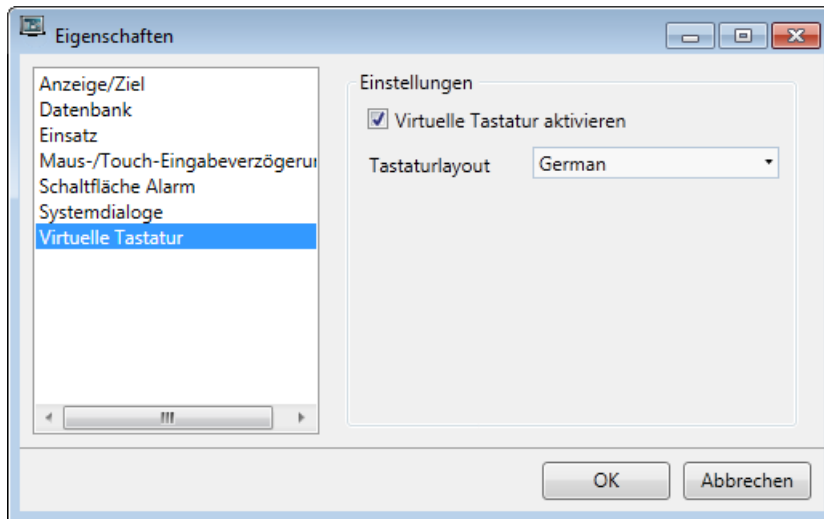 Eigenschaften
Anzeige/Ziel
Datenbank
Einsatz
Maus-/Touch-Eingabeverzögerur
Schaltfläche Alarm
Systemdialoge
Virtuelle Tastatur
Einstellungen
Virtuelle Tastatur aktivieren
Tastaturlayout German
OK Abbrechen